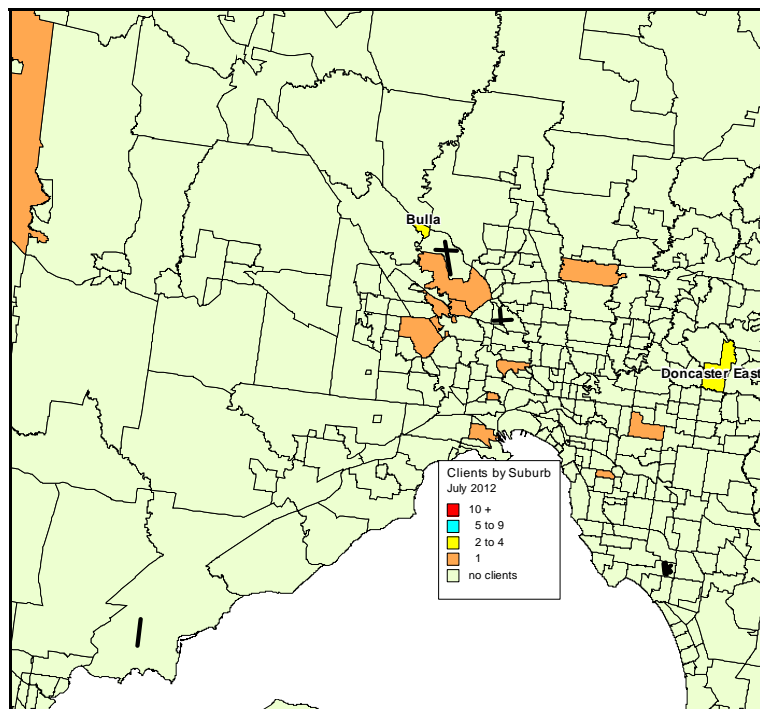 Bulla
Doncaster East
Clients by Suburb
July 2012
10 +
5 to 9
2 to 4
1
no clients